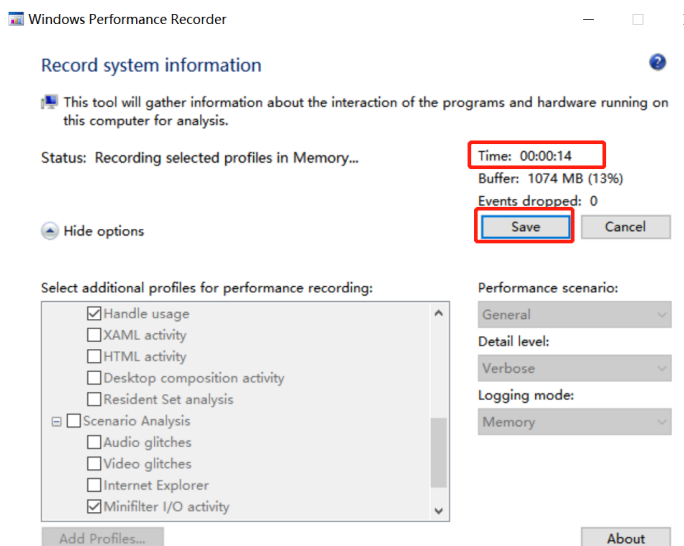 Windows Performance Recorder
Record system information
This tool will gather information about the interaction of the programs and hardware running on
this computer for analysis.
Status: Recording selected profiles in Memory...
Time: 00:00:14
Buffer: 1074 MB (13%)
Events dropped: 0
Save
Cancel
Hide options
Select additional profiles for performance recording:
Handle usage
XAML activity
HTML activity
Desktop composition activity
Resident Set analysis
Scenario Analysis
Audio glitches
Video glitches
Internet Explorer
Minifilter I/O activity
Performance scenario:
General
Detail level:
Verbose
Logging mode:
Memory
Add Profiles...
About